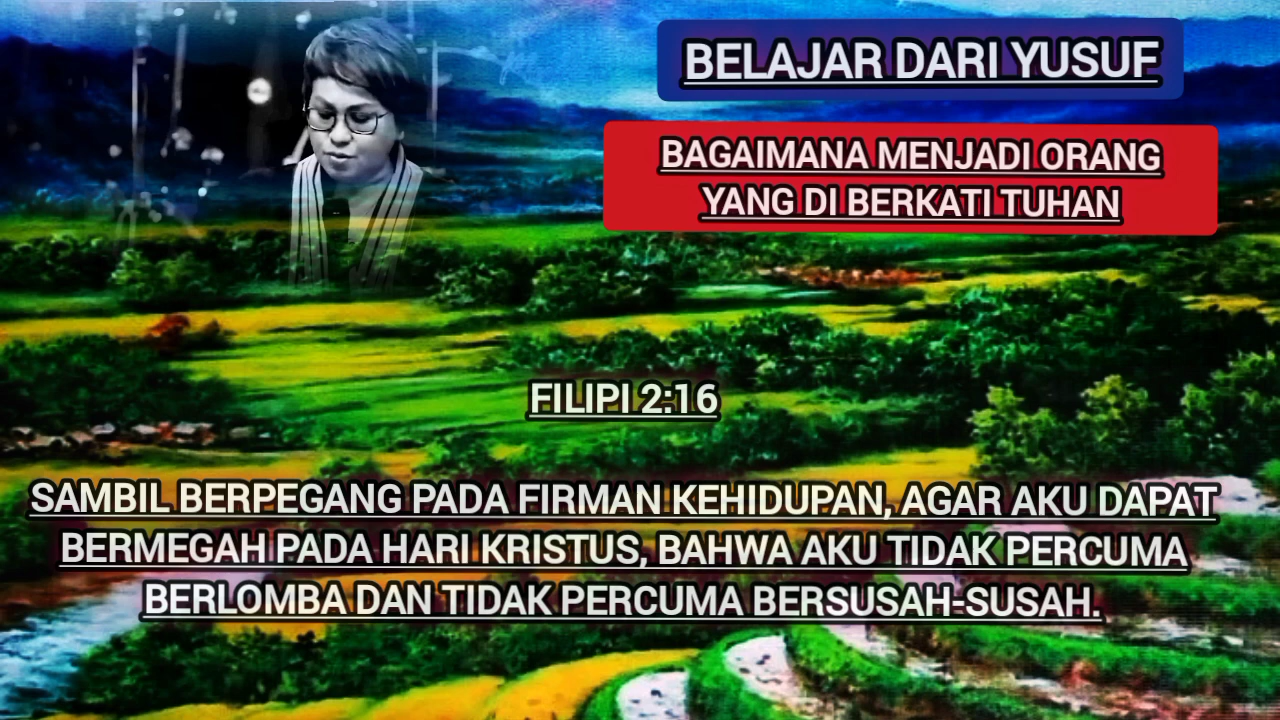 BELAJAR DARI YUSUF
BAGAIMANA MENJADI ORANG
YANG DI BERKATI TUHAN
FILIPI 2:16
SAMBIL BERPEGANG PADA FIRMAN KEHIDUPAN, AGAR AKU DAPAT
BERMEGAH PADA HARI KRISTUS, BAHWA AKU TIDAK PERCUMA
BERLOMBA DAN TIDAK PERCUMA BERSUSAH-SUSAH.